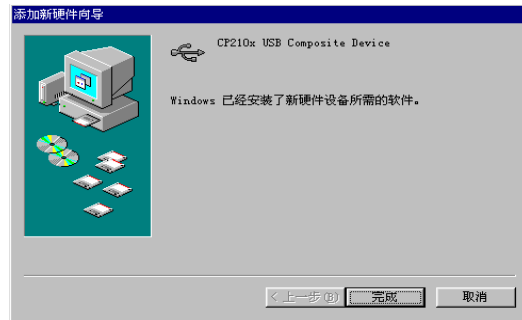 添加新硬件向导
CP210x USB Composite Device
Windows 已经安装了新硬件设备所需的软件。
< 上一步(B)
完成
取消